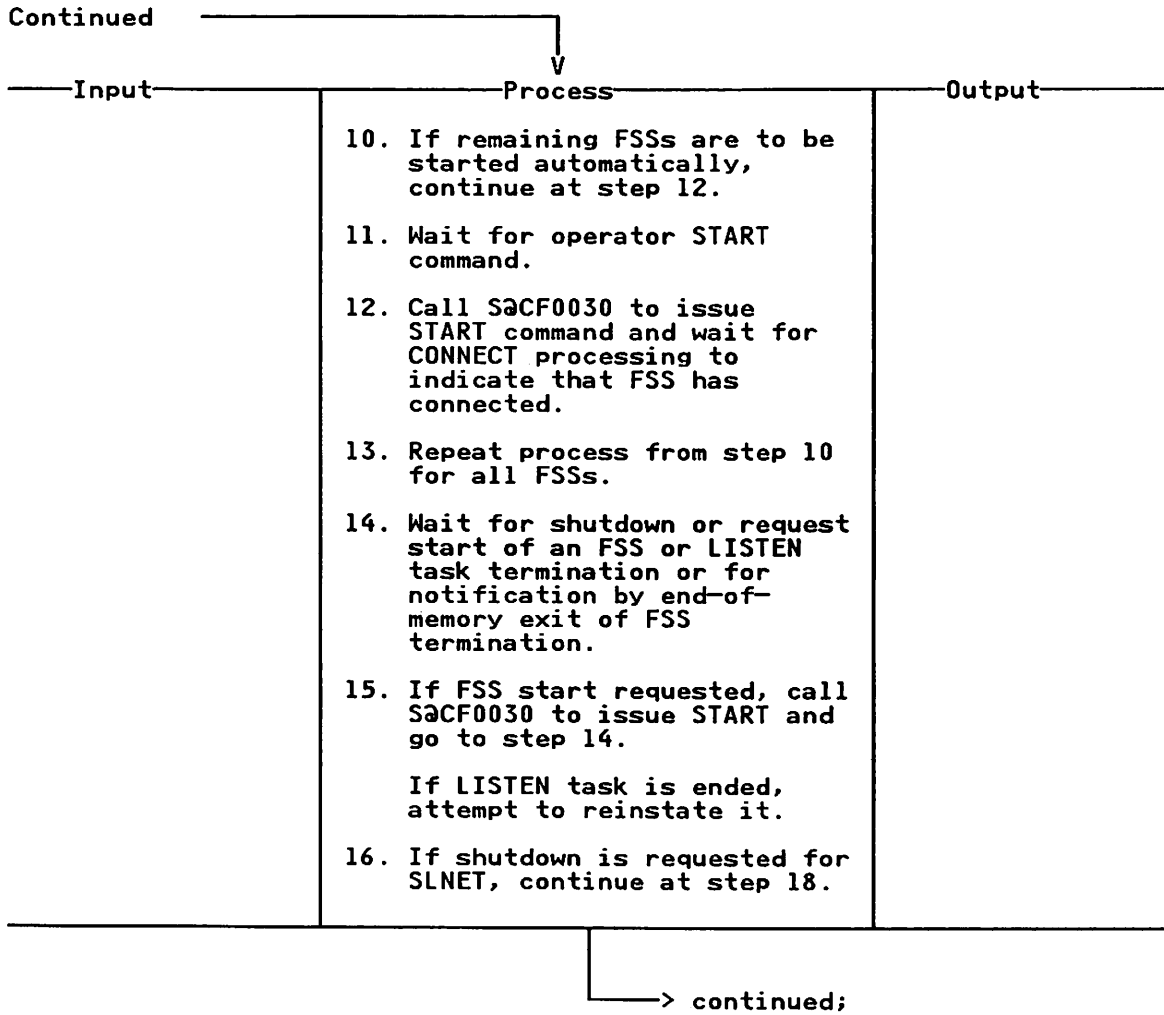 Continued
Input Process Output
10. If remaining FSSs are to be
started automatically,
continue at step 12.
11. Wait for operator START
command.
12. Call S∂CF0030 to issue
START command and wait for
CONNECT processing to
indicate that FSS has
connected.
13. Repeat process from step 10
for all FSSs.
14. Wait for shutdown or request
start of an FSS or LISTEN
task termination or for
notification by end-of-
memory exit of FSS
termination.
15. If FSS start requested, call
S∂CF0030 to issue START and
go to step 14.
If LISTEN task is ended,
attempt to reinstate it.
16. If shutdown is requested for
SLNET, continue at step 18.
continued;